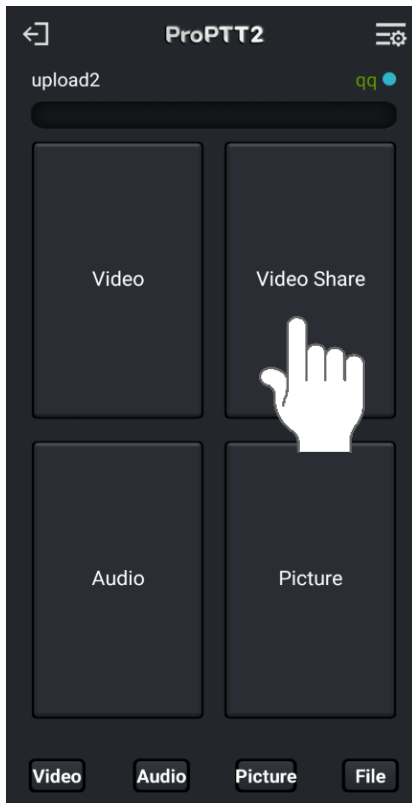 ProPTT2
upload2 qq
Video Video Share
Audio Picture
Video Audio Picture File